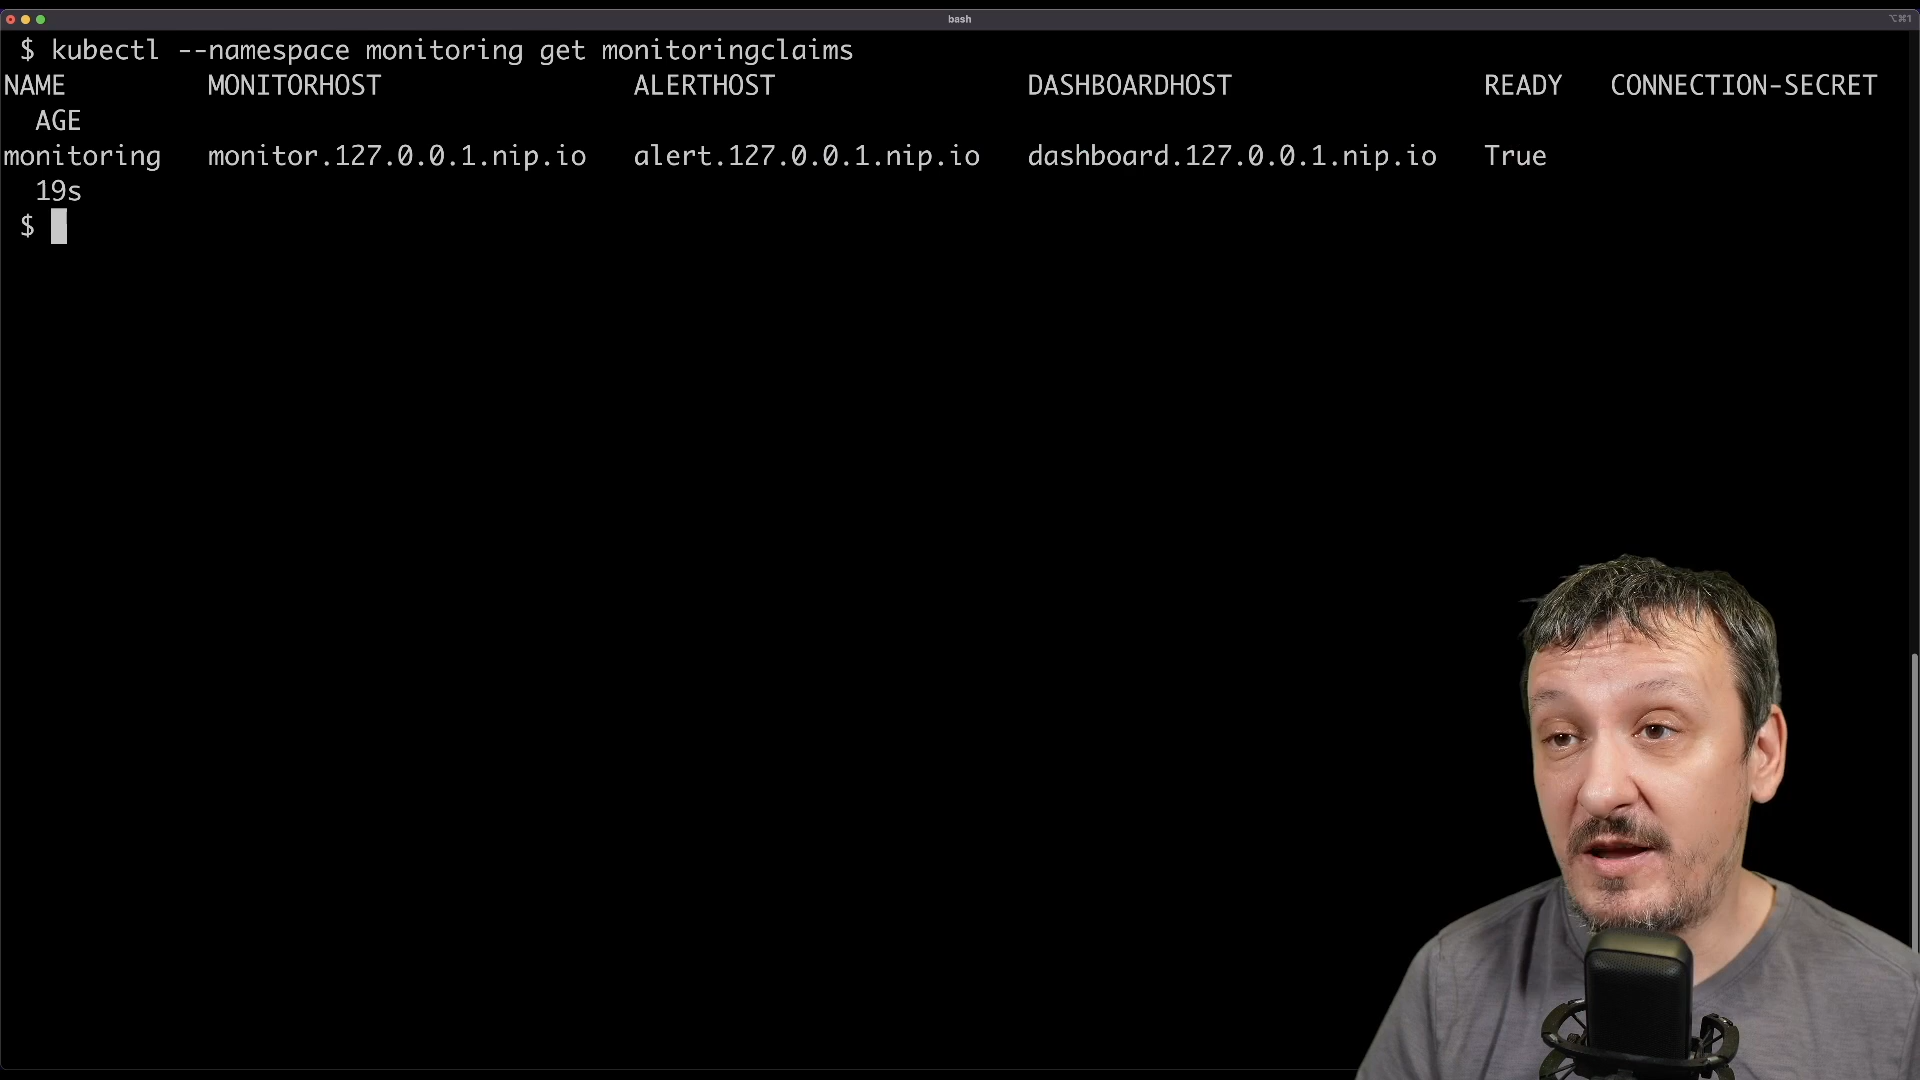 bash
⌥⌘1
$ kubectl --namespace monitoring get monitoringclaims
NAME MONITORHOST ALERTHOST DASHBOARDHOST READY CONNECTION-SECRET
AGE
monitoring monitor.127.0.0.1.nip.io alert.127.0.0.1.nip.io dashboard.127.0.0.1.nip.io True
19s
$